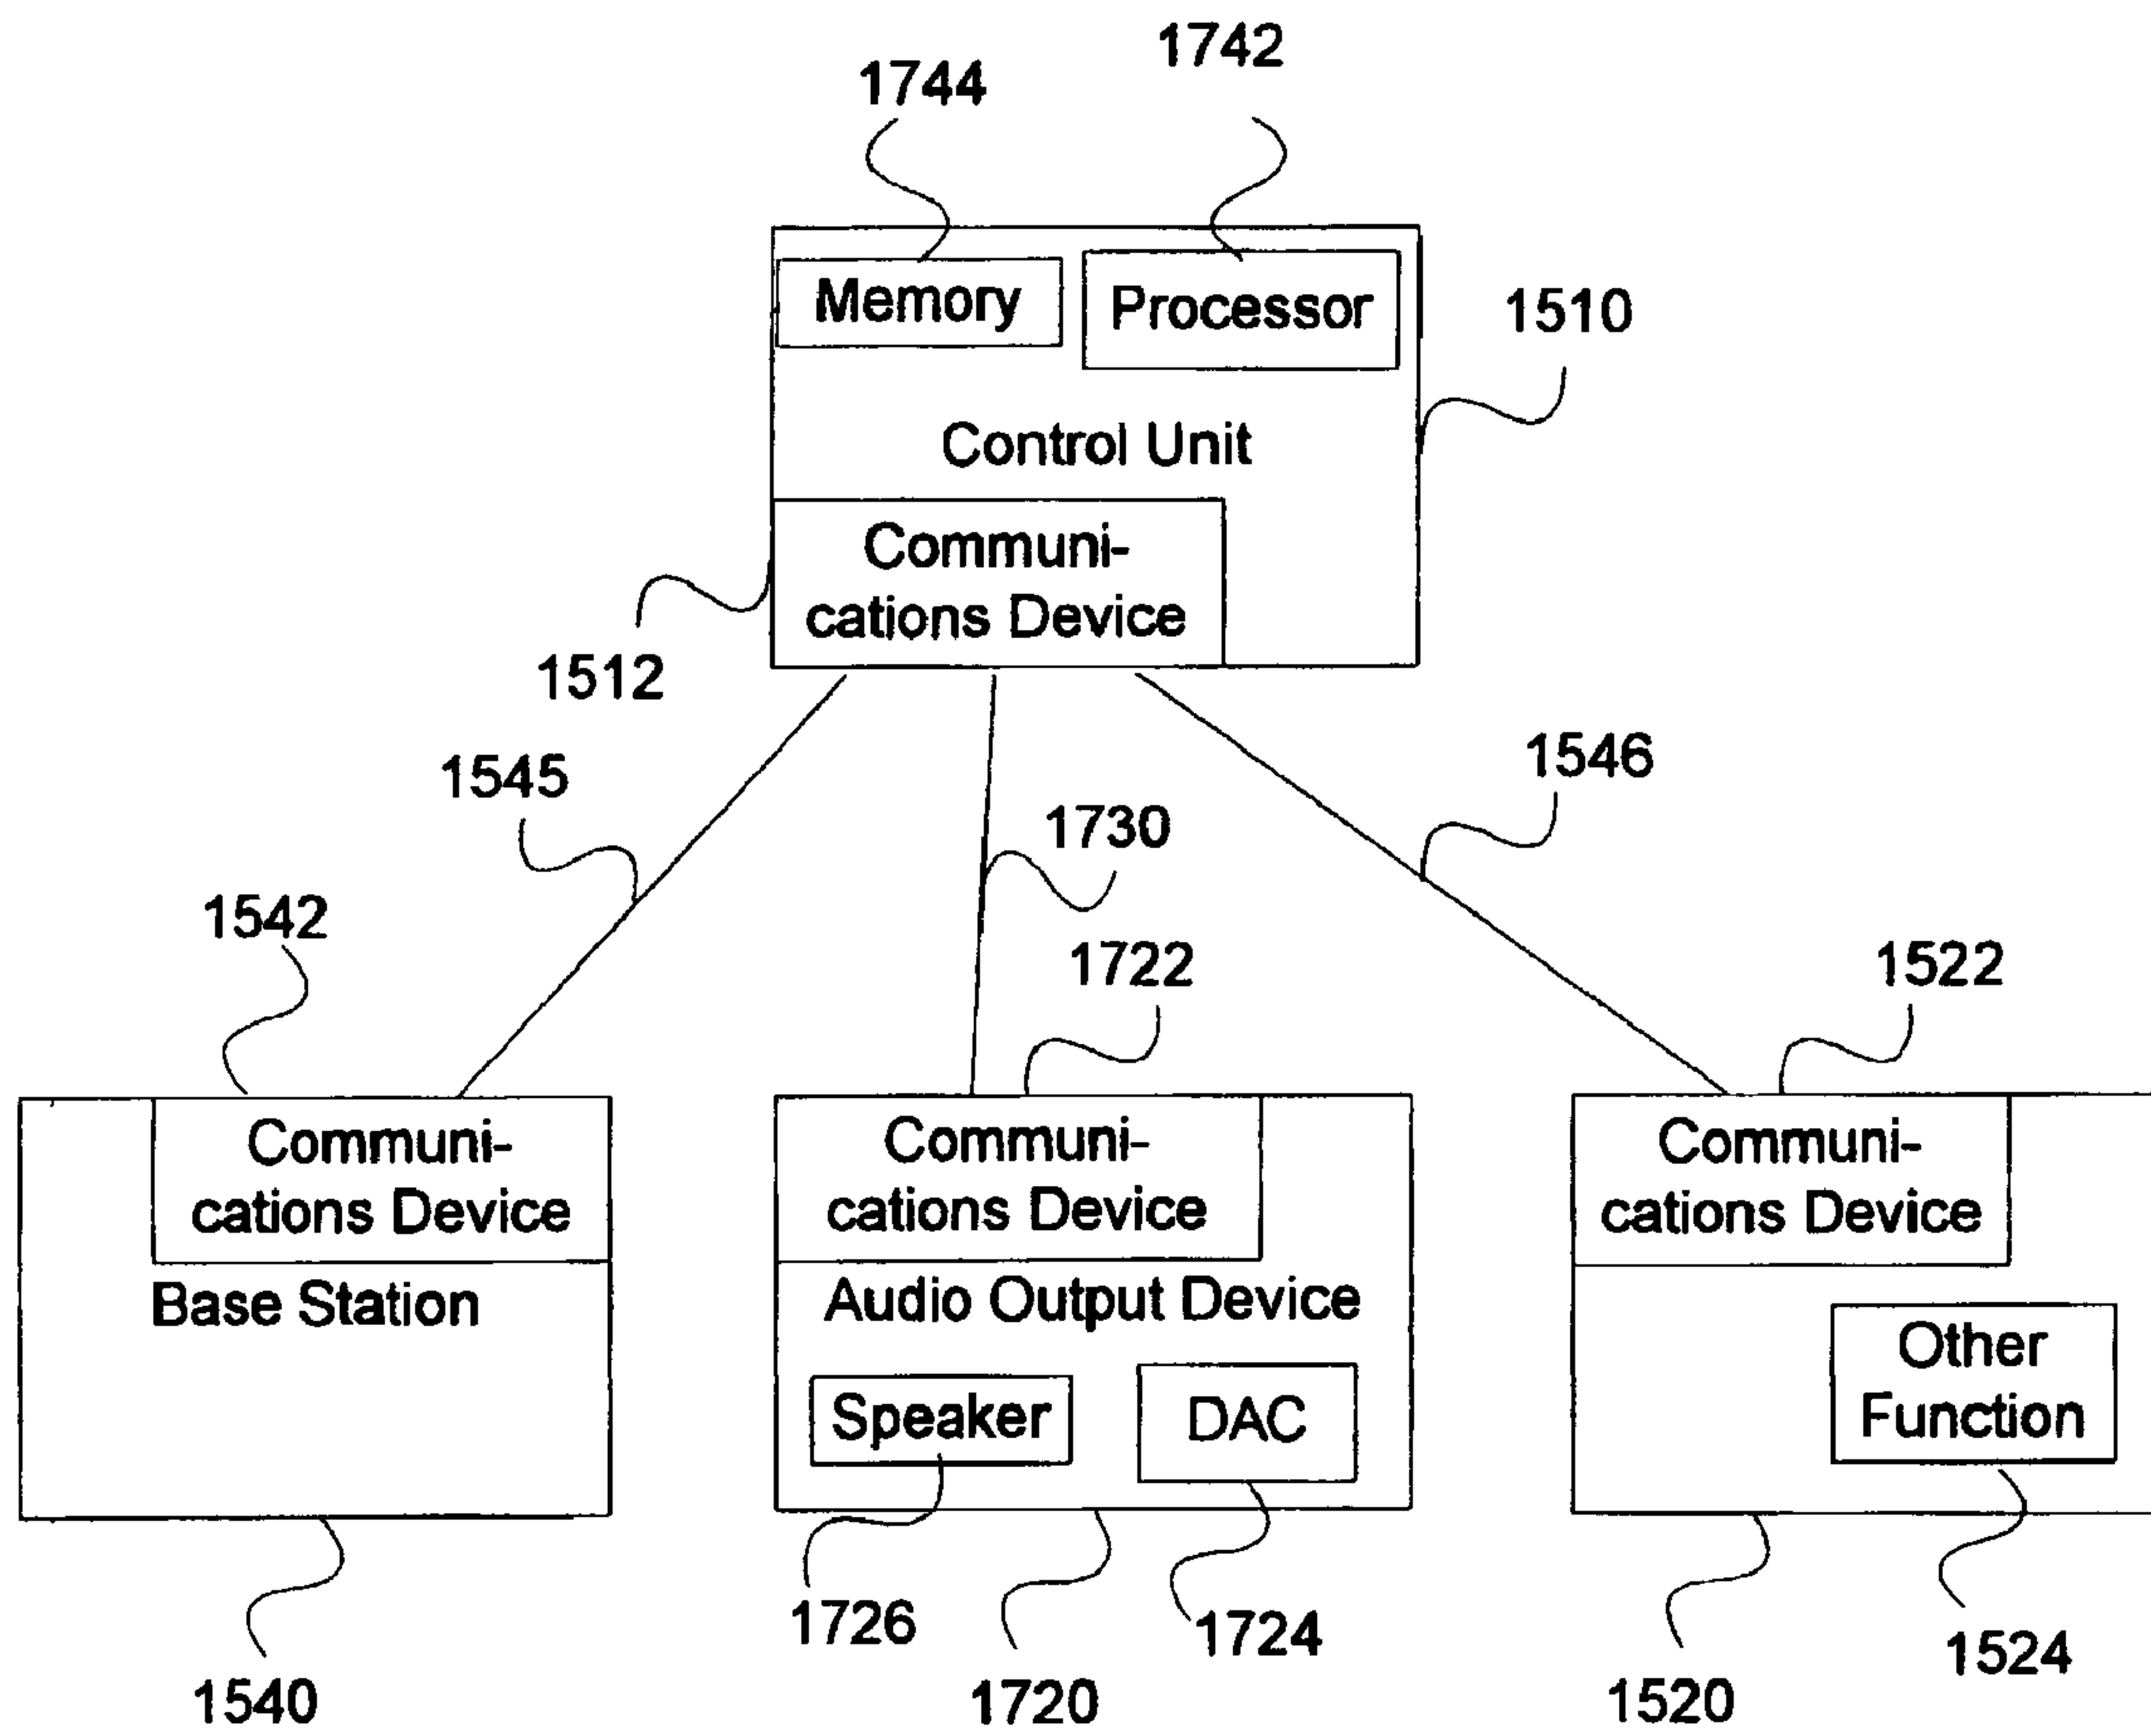 1742
1744
Memory
Processor
1510
Control Unit
Communi-
cations Device
1512
1545
1546
1730
1542
1722
1522
Communi-
cations Device
Base Station
Communi-
cations Device
Audio Output Device
Speaker
DAC
Communi-
cations Device
Other
Function
1726
1724
1524
1540
1720
1520